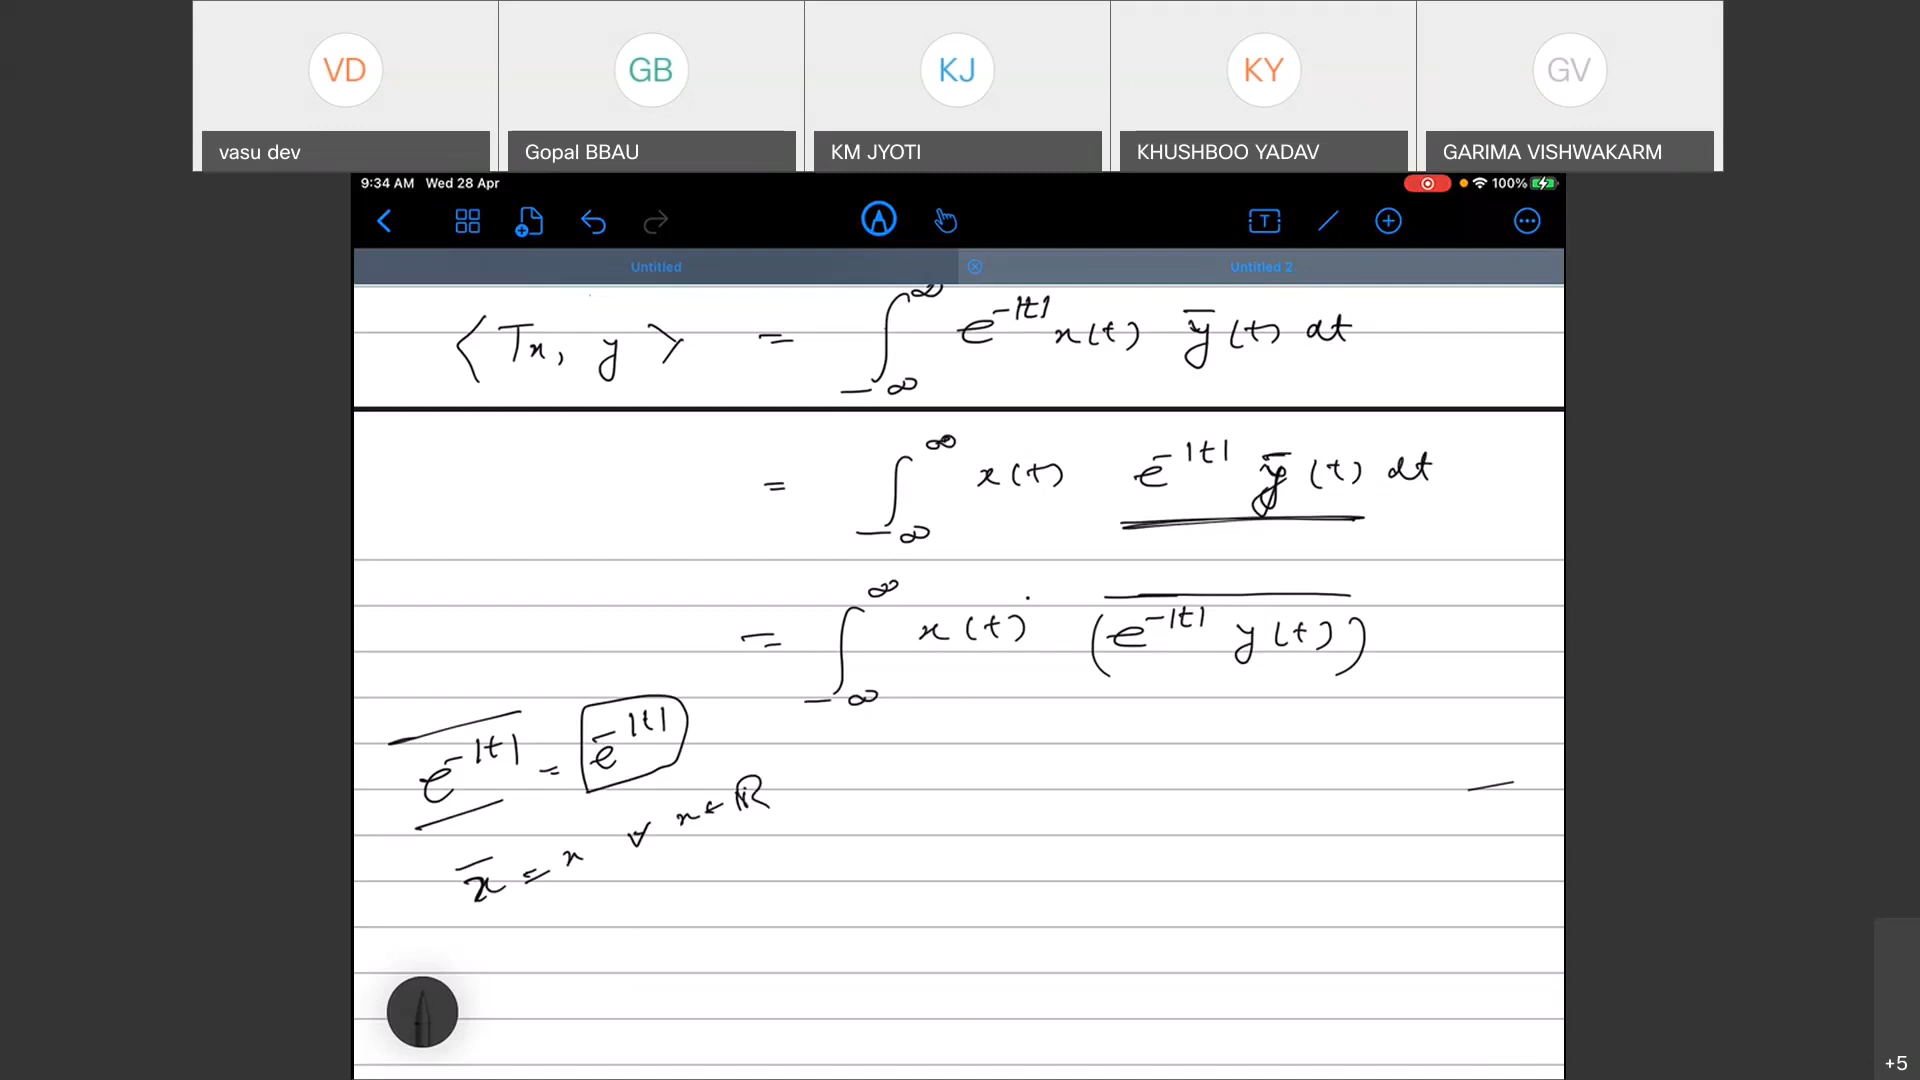 VD GB KJ KY GV
vasu dev Gopal BBAU KM JYOTI KHUSHBOO YADAV GARIMA VISHWAKARM
9:34 AM Wed 28 Apr 100%
T
Untitled Untitled 2
⟨Tx, y⟩ = ∫_{-∞}^{∞} e^{-|t|} x(t) ȳ(t) dt
= ∫_{-∞}^{∞} x(t) e^{-|t|} ȳ(t) dt
= ∫_{-∞}^{∞} x(t) \overline{(e^{-|t|} y(t))}
\overline{e^{-|t|}} = e^{-|t|}
x̄ = x ∀ x ∈ ℝ
+5